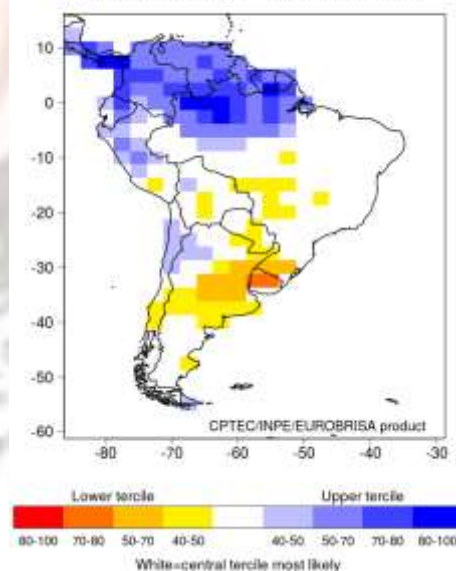 10
0
-10
-20
-30
-40
-50
-60
CPTEC/INPE/EUROBRISA product
-80 -70 -60 -50 -40 -30
Lower tercile Upper tercile
80-100 70-80 50-70 40-50 40-50 50-70 70-80 80-100
White=central tercile most likely